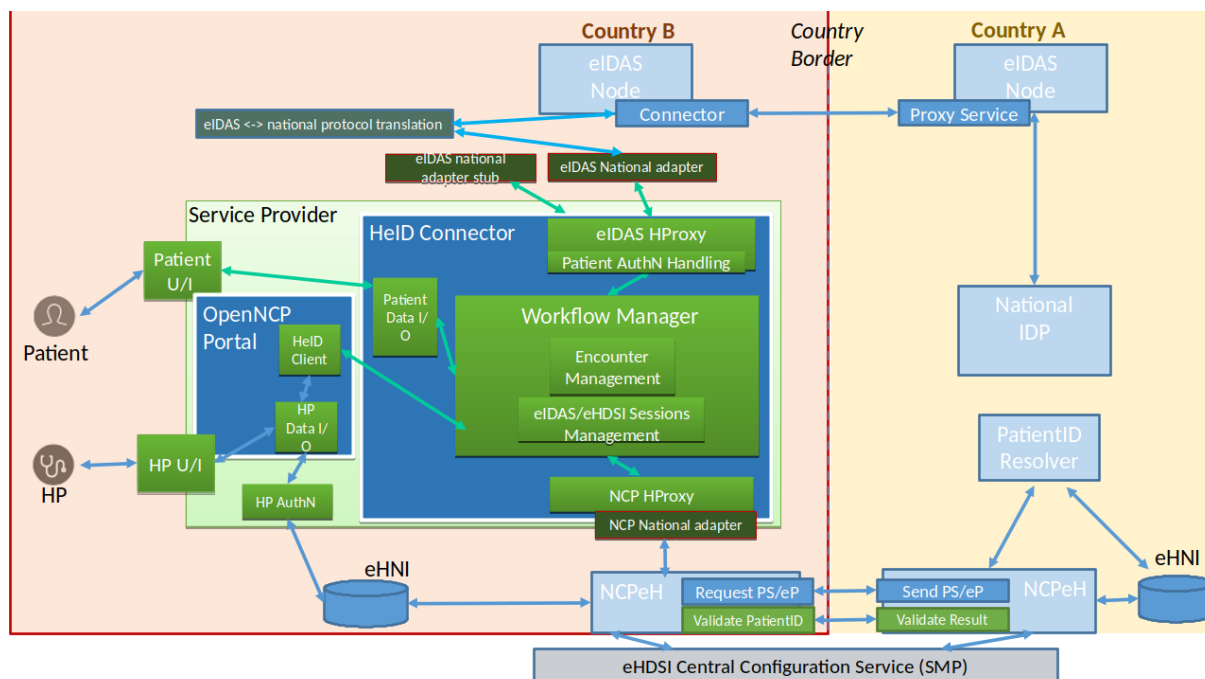 Country B
Country
Border
Country A
eIDAS
Node
eIDAS
Node
Connector
Proxy Service
eIDAS <-> national protocol translation
eIDAS national
adapter stub
eIDAS National adapter
Service Provider
HeID Connector
eIDAS HProxy
Patient AuthN Handling
Patient
U/I
OpenNCP
Portal
HeID
Client
Patient
Data I/
O
Workflow Manager
Encounter
Management
eIDAS/eHDSI Sessions
Management
National
IDP
Patient
HP
Data I/
O
HP U/I
HP
HP AuthN
NCP HProxy
NCP National adapter
PatientID
Resolver
eHNI
eHNI
NCPeH
Request PS/eP
Validate PatientID
Send PS/eP
Validate Result
NCPeH
eHDSI Central Configuration Service (SMP)